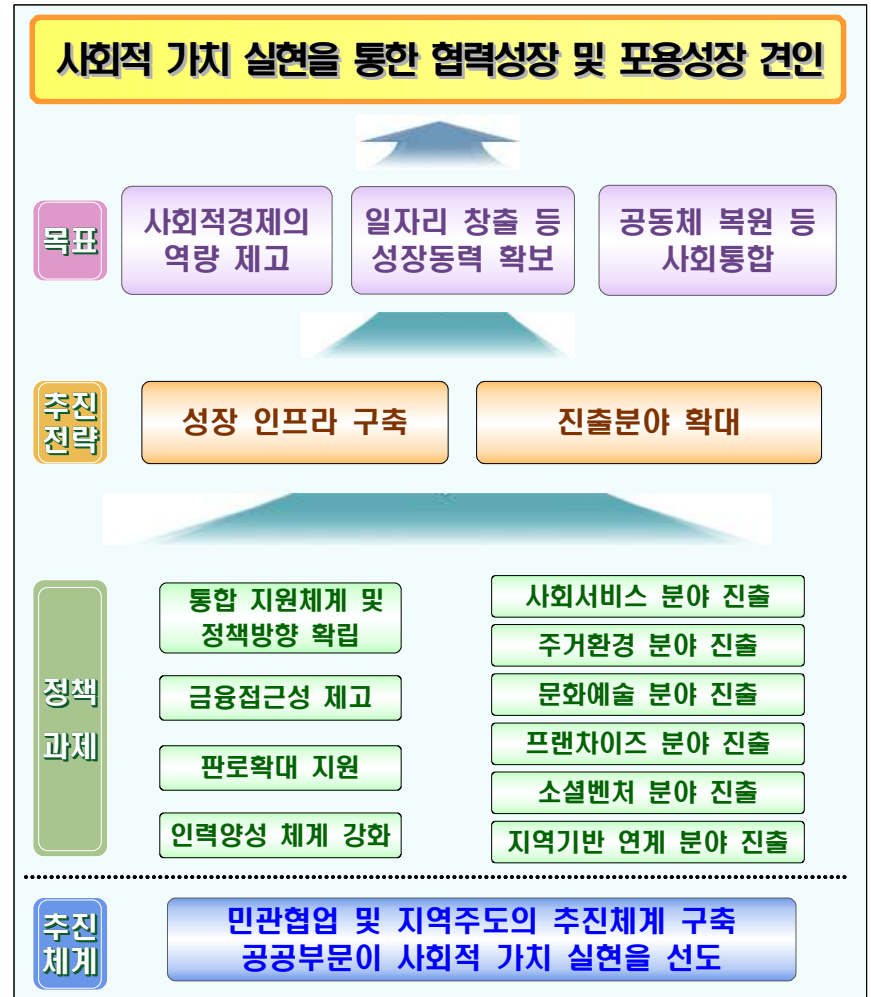 사회적 가치 실현을 통한 협력성장 및 포용성장 견인
목표
사회적경제의
역량 제고
일자리 창출 등
성장동력 확보
공동체 복원 등
사회통합
추진
전략
성장 인프라 구축
진출분야 확대
정책
과제
통합 지원체계 및
정책방향 확립
금융접근성 제고
판로확대 지원
인력양성 체계 강화
사회서비스 분야 진출
주거환경 분야 진출
문화예술 분야 진출
프랜차이즈 분야 진출
소셜벤처 분야 진출
지역기반 연계 분야 진출
추진
체계
민관협업 및 지역주도의 추진체계 구축
공공부문이 사회적 가치 실현을 선도